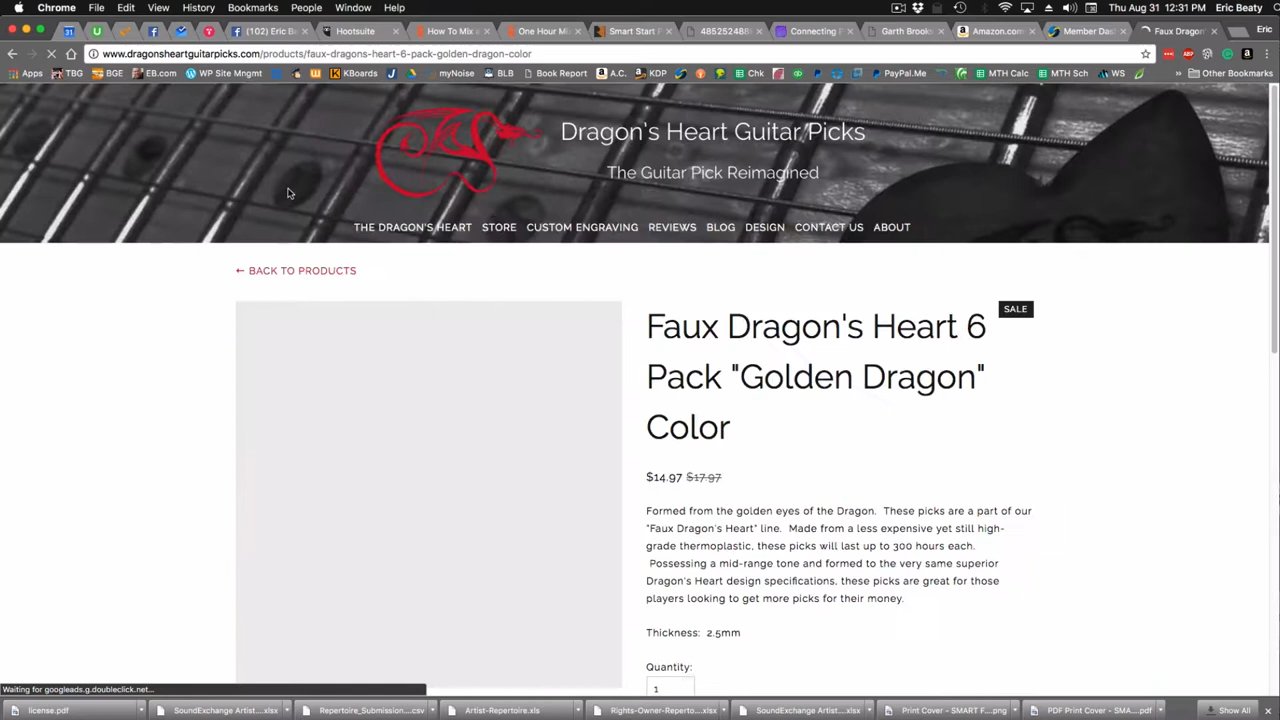 Chrome File Edit View History Bookmarks People Window Help Thu Aug 31 12:31 PM Eric Beaty
(102) Eric B Hootsuite How To Mix a One Hour Mix Smart Start F 485252488 Connecting F Garth Brooks Amazon.com Member Das Dragons Eric
www.dragonsheartguitarpicks.com/products/faux-dragons-heart-6-pack-golden-dragon-color
Apps TBG BGE EB.com WP Site Mngmt KBoards myNoise BLB Book Report A.C. KDP Chk PayPal.Me MTH Calc MTH Sch WS » Other Bookmarks
Dragon's Heart Guitar Picks
The Guitar Pick Reimagined
THE DRAGON'S HEART STORE CUSTOM ENGRAVING REVIEWS BLOG DESIGN CONTACT US ABOUT
← BACK TO PRODUCTS
SALE
Faux Dragon's Heart 6
Pack "Golden Dragon"
Color
$14.97 $17.97
Formed from the golden eyes of the Dragon. These picks are a part of our
"Faux Dragon's Heart" line. Made from a less expensive yet still high-
grade thermoplastic, these picks will last up to 300 hours each.
Possessing a mid-range tone and formed to the very same superior
Dragon's Heart design specifications, these picks are great for those
players looking to get more picks for their money.
Thickness: 2.5mm
Quantity:
1
Waiting for googleads.g.doubleclick.net...
license.pdf SoundExchange Artist....xlsx Repertoire_Submission....csv Artist-Repertoire.xls Rights-Owner-Reperto....xlsx SoundExchange Artist....xlsx Print Cover - SMART F....png PDF Print Cover - SMA....pdf Show All